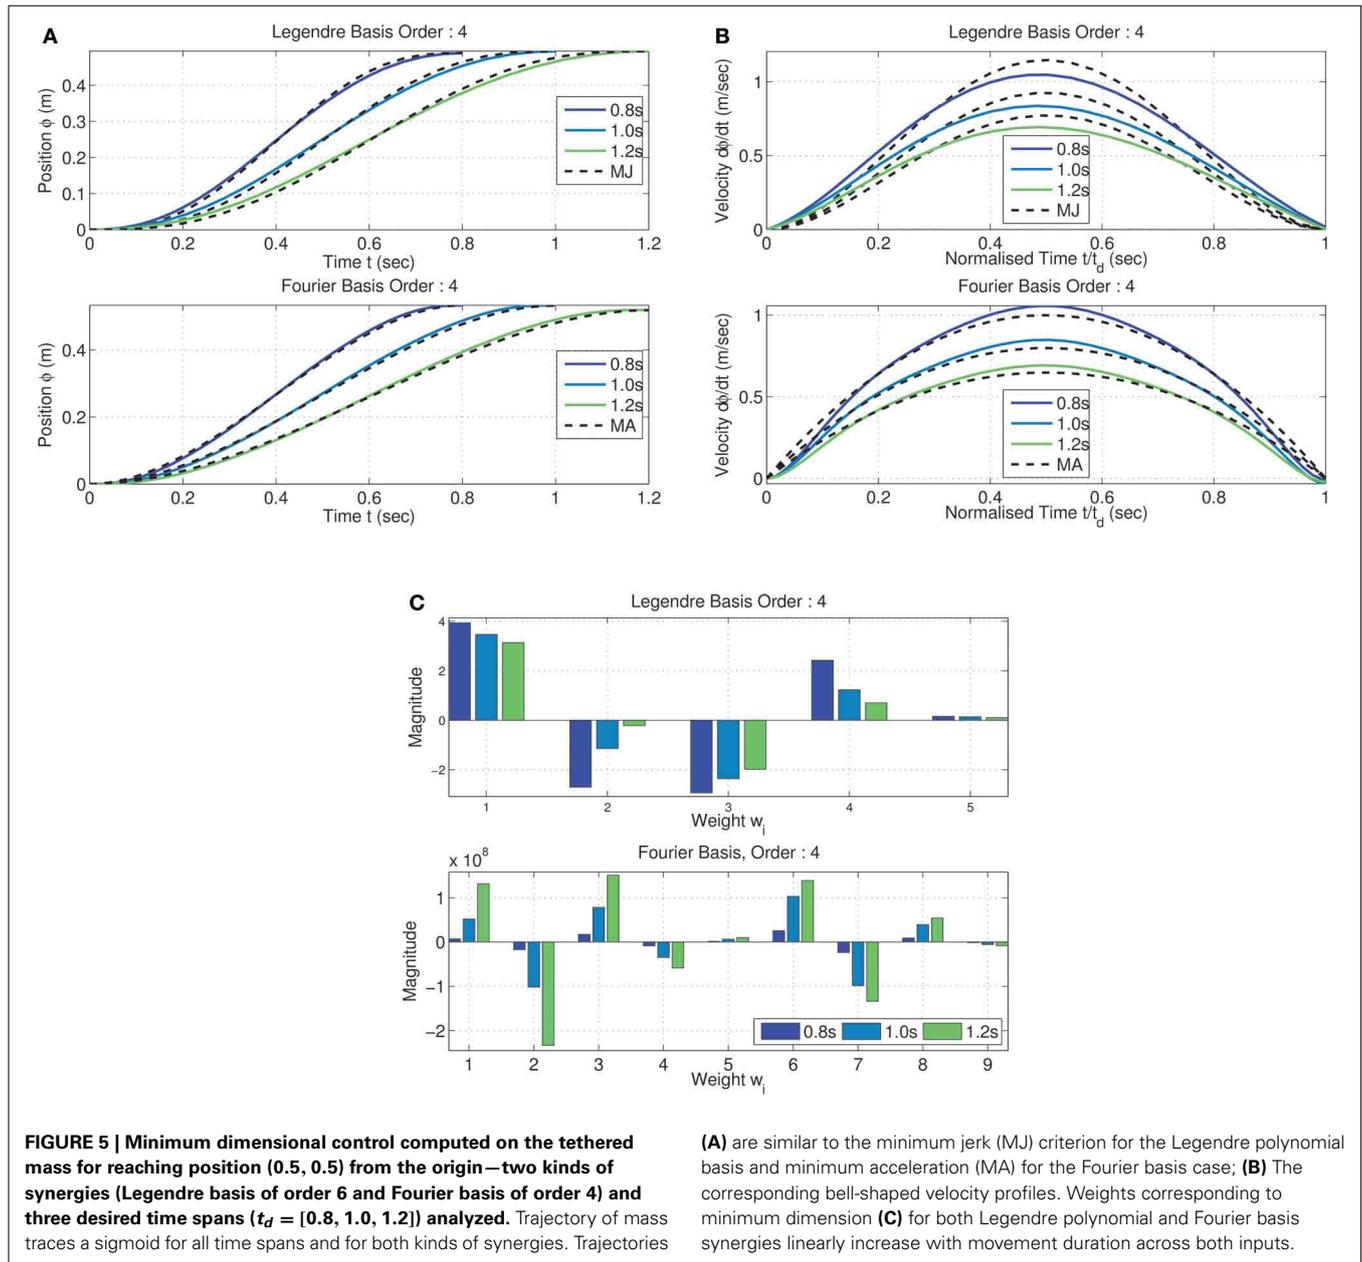 A
Legendre Basis Order : 4
Position ϕ (m)
0.4
0.3
0.2
0.1
0
0 0.2 0.4 0.6 0.8 1 1.2
Time t (sec)
0.8s
1.0s
1.2s
MJ
Fourier Basis Order : 4
Position ϕ (m)
0.4
0.2
0
0 0.2 0.4 0.6 0.8 1 1.2
Time t (sec)
0.8s
1.0s
1.2s
MA
B
Legendre Basis Order : 4
Velocity dϕ/dt (m/sec)
1
0.5
0
0 0.2 0.4 0.6 0.8 1
Normalised Time t/t_d (sec)
0.8s
1.0s
1.2s
MJ
Fourier Basis Order : 4
Velocity dϕ/dt (m/sec)
1
0.5
0
0 0.2 0.4 0.6 0.8 1
Normalised Time t/t_d (sec)
0.8s
1.0s
1.2s
MA
C
Legendre Basis Order : 4
Magnitude
4
2
0
−2
1 2 3 4 5
Weight w_i
Fourier Basis, Order : 4
x 10^8
Magnitude
1
0
−1
−2
1 2 3 4 5 6 7 8 9
Weight w_i
0.8s 1.0s 1.2s
FIGURE 5 | Minimum dimensional control computed on the tethered
mass for reaching position (0.5, 0.5) from the origin—two kinds of
synergies (Legendre basis of order 6 and Fourier basis of order 4) and
three desired time spans (t_d = [0.8, 1.0, 1.2]) analyzed. Trajectory of mass
traces a sigmoid for all time spans and for both kinds of synergies. Trajectories
(A) are similar to the minimum jerk (MJ) criterion for the Legendre polynomial
basis and minimum acceleration (MA) for the Fourier basis case; (B) The
corresponding bell-shaped velocity profiles. Weights corresponding to
minimum dimension (C) for both Legendre polynomial and Fourier basis
synergies linearly increase with movement duration across both inputs.